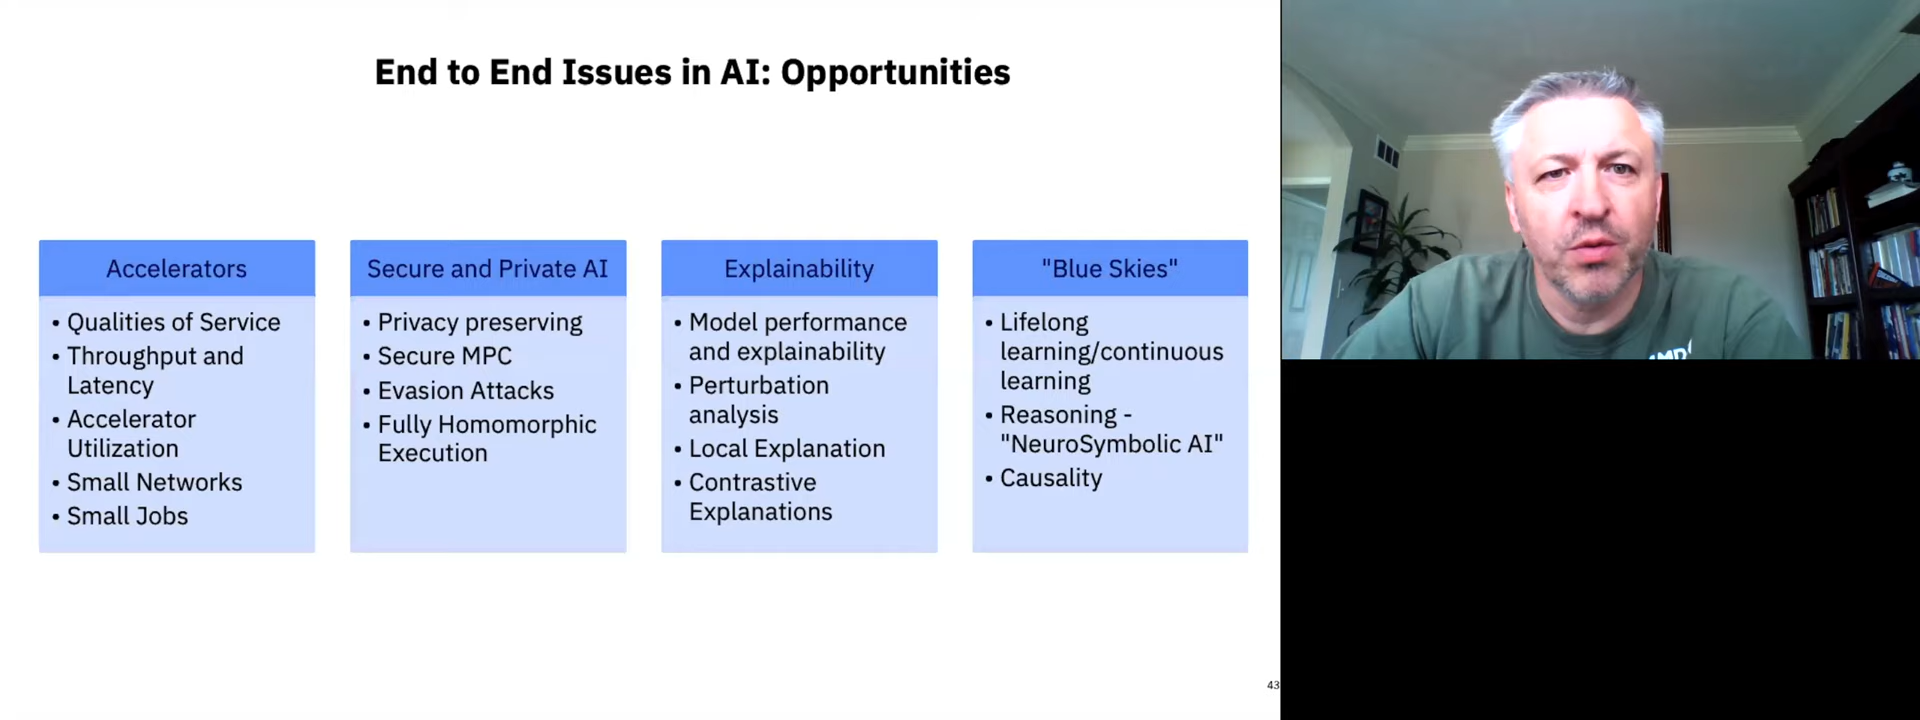 End to End Issues in AI: Opportunities
Accelerators
• Qualities of Service
• Throughput and
Latency
• Accelerator
Utilization
• Small Networks
• Small Jobs
Secure and Private AI
• Privacy preserving
• Secure MPC
• Evasion Attacks
• Fully Homomorphic
Execution
Explainability
• Model performance
and explainability
• Perturbation
analysis
• Local Explanation
• Contrastive
Explanations
"Blue Skies"
• Lifelong
learning/continuous
learning
• Reasoning -
"NeuroSymbolic AI"
• Causality
43